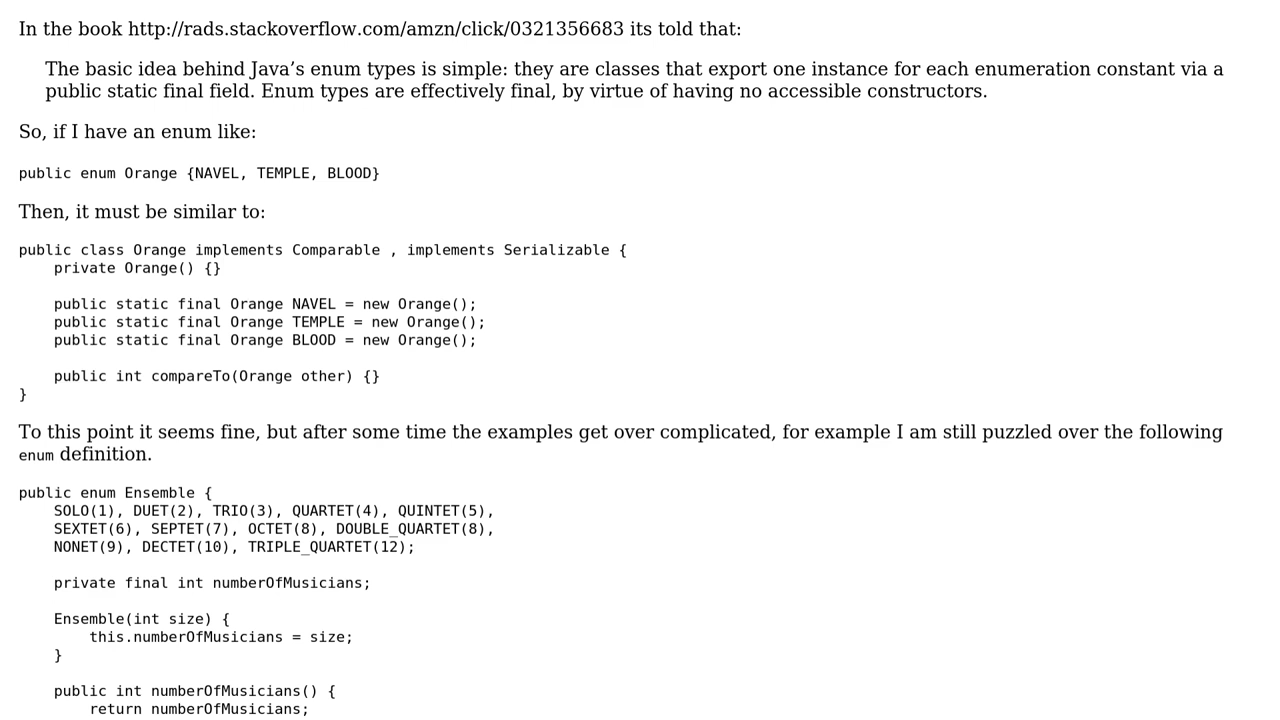 In the book http://rads.stackoverflow.com/amzn/click/0321356683 its told that:
The basic idea behind Java’s enum types is simple: they are classes that export one instance for each enumeration constant via a
public static final field. Enum types are effectively final, by virtue of having no accessible constructors.
So, if I have an enum like:
public enum Orange {NAVEL, TEMPLE, BLOOD}
Then, it must be similar to:
public class Orange implements Comparable , implements Serializable {
    private Orange() {}
    public static final Orange NAVEL = new Orange();
    public static final Orange TEMPLE = new Orange();
    public static final Orange BLOOD = new Orange();
    public int compareTo(Orange other) {}
}
To this point it seems fine, but after some time the examples get over complicated, for example I am still puzzled over the following
enum definition.
public enum Ensemble {
    SOLO(1), DUET(2), TRIO(3), QUARTET(4), QUINTET(5),
    SEXTET(6), SEPTET(7), OCTET(8), DOUBLE_QUARTET(8),
    NONET(9), DECTET(10), TRIPLE_QUARTET(12);
    private final int numberOfMusicians;
    Ensemble(int size) {
        this.numberOfMusicians = size;
    }
    public int numberOfMusicians() {
        return numberOfMusicians;